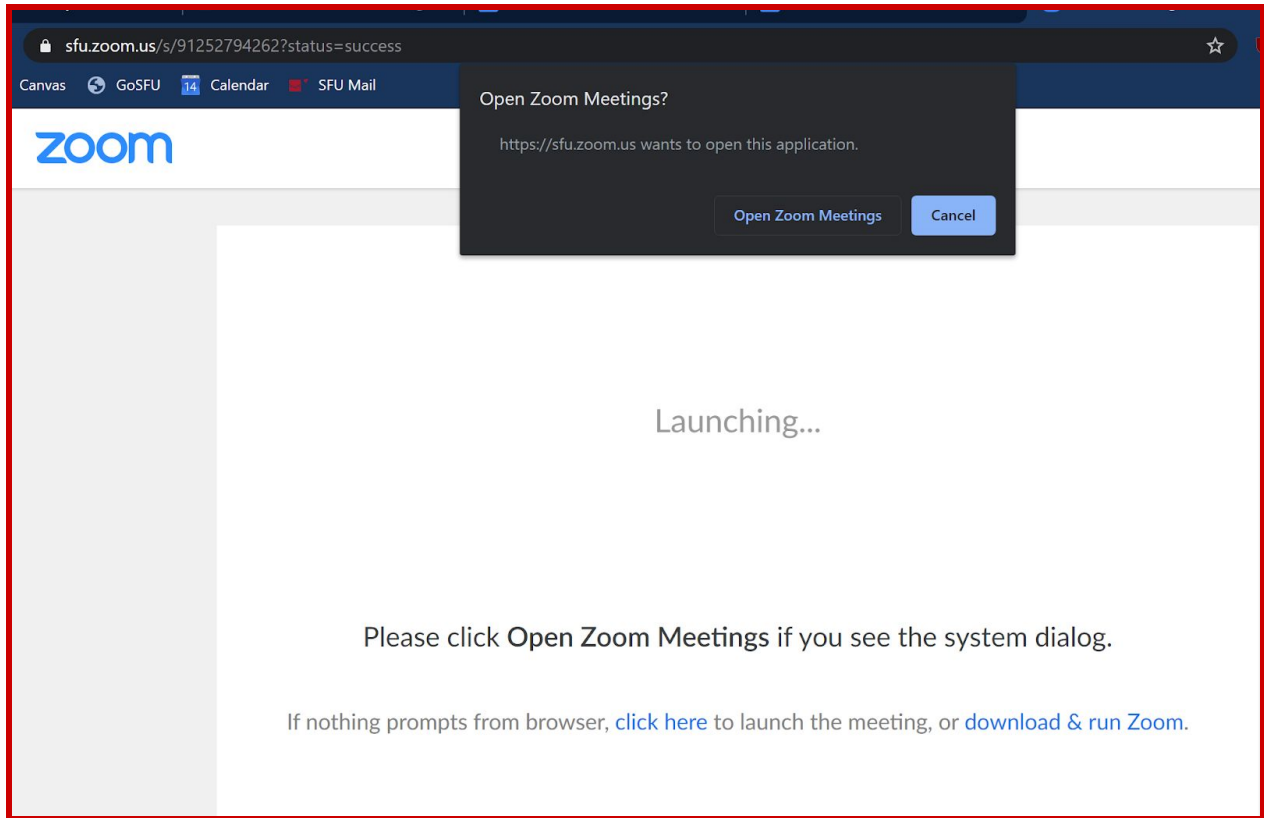 sfu.zoom.us/s/91252794262?status=success
Canvas GoSFU 14 Calendar SFU Mail
Open Zoom Meetings?
https://sfu.zoom.us wants to open this application.
Open Zoom Meetings Cancel
zoom
Launching...
Please click Open Zoom Meetings if you see the system dialog.
If nothing prompts from browser, click here to launch the meeting, or download & run Zoom.